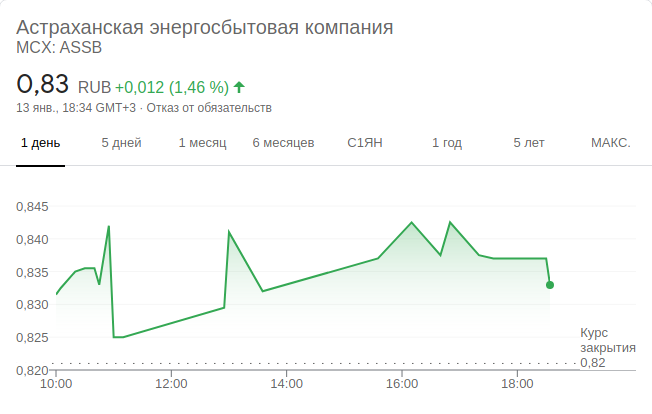 Астраханская энергосбытовая компания
MCX: ASSB
0,83 RUB +0,012 (1,46 %)
13 янв., 18:34 GMT+3 · Отказ от обязательств
1 день 5 дней 1 месяц 6 месяцев С1ЯН 1 год 5 лет МАКС.
0,845
0,840
0,835
0,830
0,825
Курс
закрытия
0,82
0,820
10:00 12:00 14:00 16:00 18:00